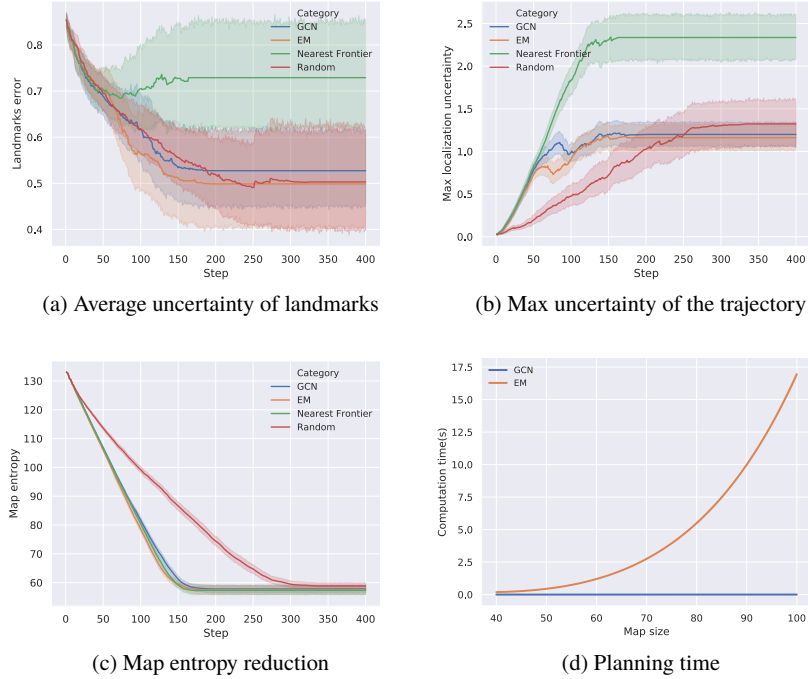 Category
GCN
EM
Nearest Frontier
Random
0.8
0.7
0.6
0.5
0.4
Landmarks error
0 50 100 150 200 250 300 350 400
Step
(a) Average uncertainty of landmarks
Category
GCN
EM
Nearest Frontier
Random
2.5
2.0
1.5
1.0
0.5
0.0
Max localization uncertainty
0 50 100 150 200 250 300 350 400
Step
(b) Max uncertainty of the trajectory
Category
GCN
EM
Nearest Frontier
Random
130
120
110
100
90
80
70
60
Map entropy
0 50 100 150 200 250 300 350 400
Step
(c) Map entropy reduction
GCN
EM
17.5
15.0
12.5
10.0
7.5
5.0
2.5
0.0
Computation time(s)
40 50 60 70 80 90 100
Map size
(d) Planning time